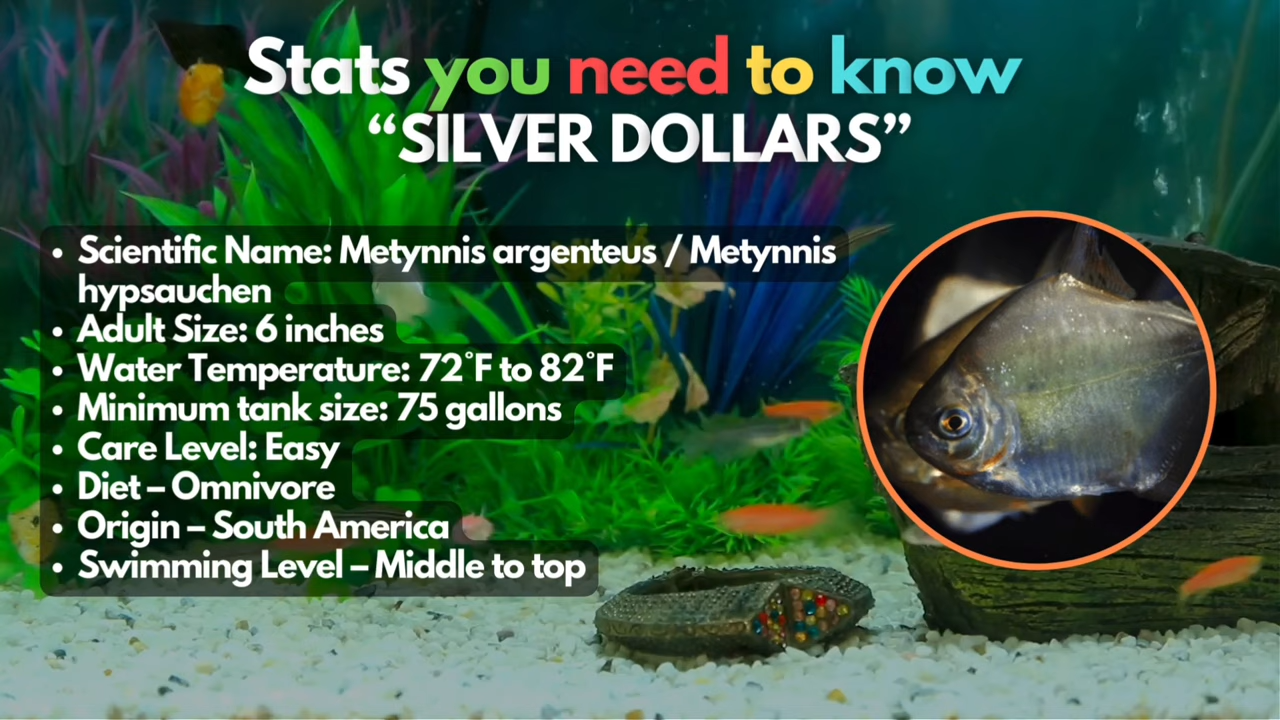 Stats you need to know
“SILVER DOLLARS”
• Scientific Name: Metynnis argenteus / Metynnis
hypsauchen
• Adult Size: 6 inches
• Water Temperature: 72°F to 82°F
• Minimum tank size: 75 gallons
• Care Level: Easy
• Diet – Omnivore
• Origin – South America
• Swimming Level – Middle to top